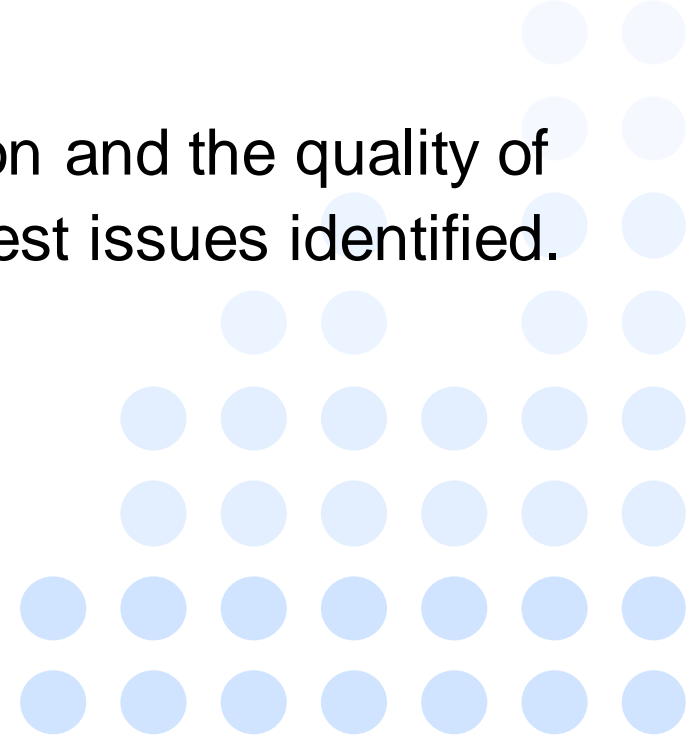 on and the quality of
est issues identified.